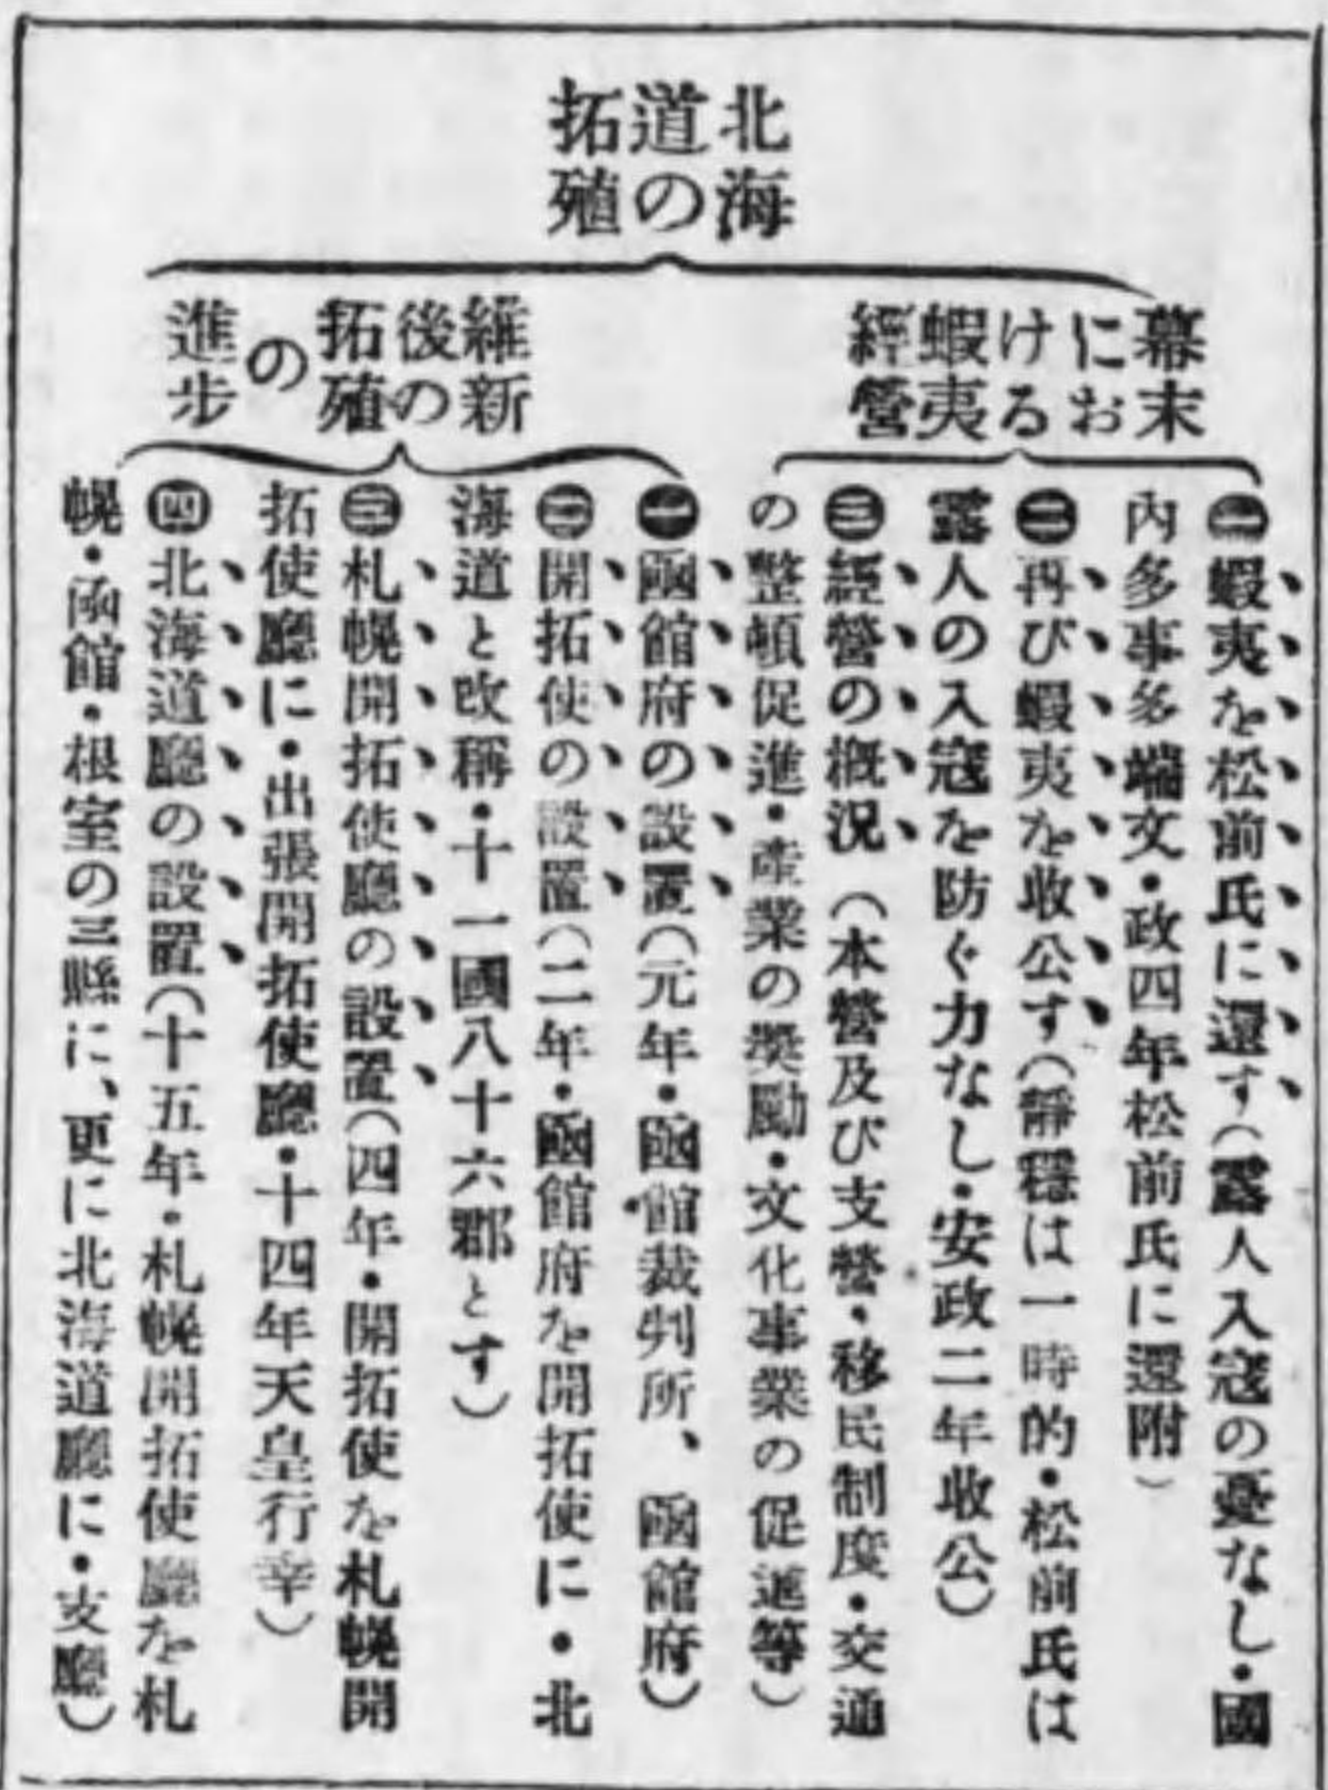 北海
道の
拓殖
幕末
にお
ける
蝦夷
經營
㊀蝦夷を松前氏に還す(露人入寇の憂なし・國
內多事多端文・政四年松前氏に還附)
㊁再び蝦夷を收公す(靜穩は一時的・松前氏は
露人の入寇を防ぐ力なし・安政二年收公)
㊂經營の槪況(本營及び支營・移民制度・交通
の整頓促進・產業の奬勵・文化事業の促進等)
維新
後の
拓殖
の
進步
㊀凾館府の設置(元年・凾館裁判所、凾館府)
㊁開拓使の設置(二年・凾館府を開拓使に・北
海道と改稱・十一國八十六郡とす)
㊂札幌開拓使廳の設置(四年・開拓使を札幌開
拓使廳に・出張開拓使廳・十四年天皇行幸)
㊃北海道廳の設置(十五年・札幌開拓使廳を札
幌・凾館・根室の三縣に、更に北海道廳に・支廳)